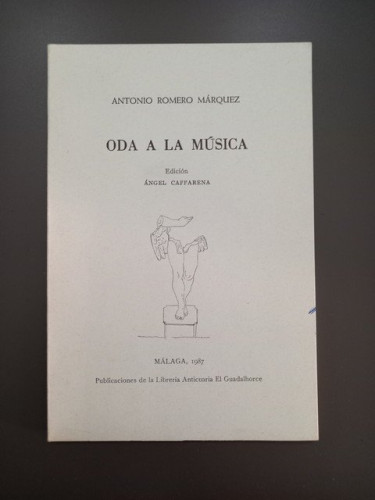 ANTONIO ROMERO MÁRQUEZ
ODA A LA MÚSICA
Edición
ÁNGEL CAFFARENA
MÁLAGA, 1987
Publicaciones de la Librería Anticuaria El Guadalhorce